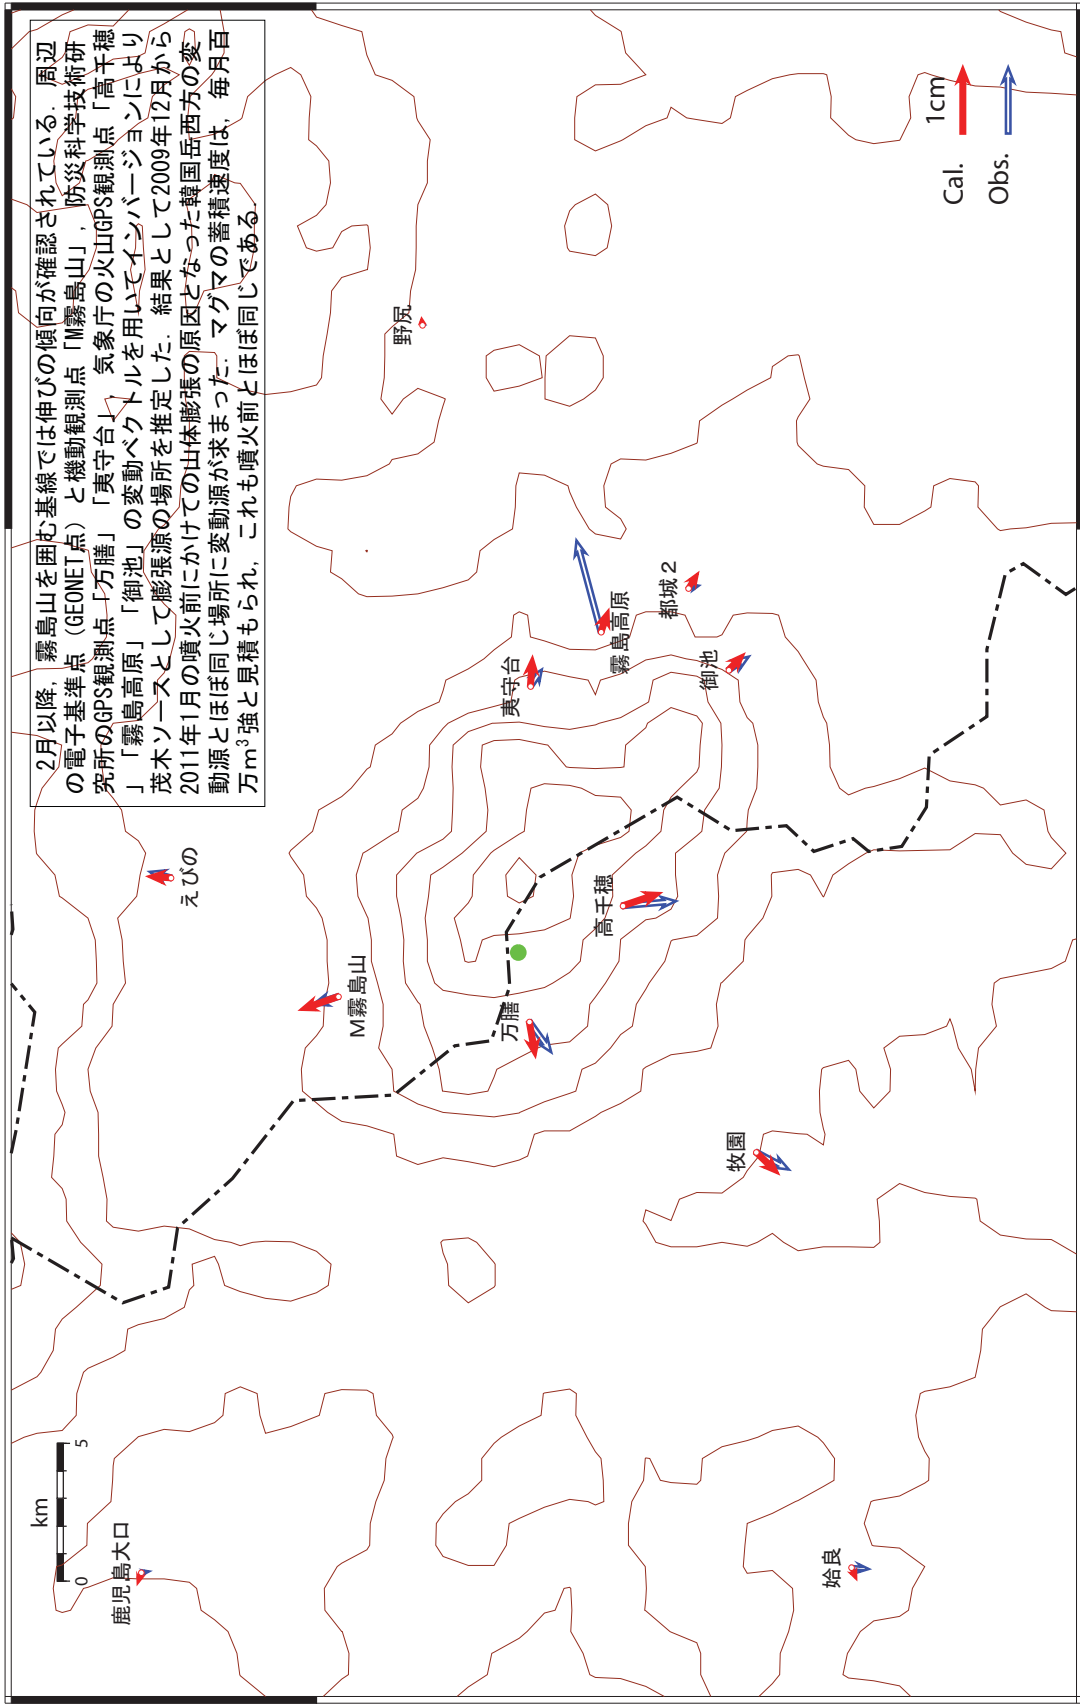 2月以降，霧島山を囲む基線では伸びの傾向が確認されている．周辺
の電子基準点（GEONET点）と機動観測点「M霧島山」，防災科学技術研
究所のGPS観測点「万膳」「夷守台」，気象庁の火山GPS観測点「高千穂
」「霧島高原」「御池」の変動ベクトルを用いてインバージョンにより
茂木ソースとして膨張源の場所を推定した．結果として2009年12月から
2011年1月の噴火前にかけての山体膨張の原因となった韓国岳西方の変
動源とほぼ同じ場所に変動源が求まった．マグマの蓄積速度は，毎月百
万m³強と見積もられ，これも噴火前とほぼ同じである．
km
0
5
鹿児島大口
えびの
M霧島山
野尻
万膳
夷守台
高千穂
霧島高原
都城2
御池
牧園
姶良
1cm
Cal.
Obs.